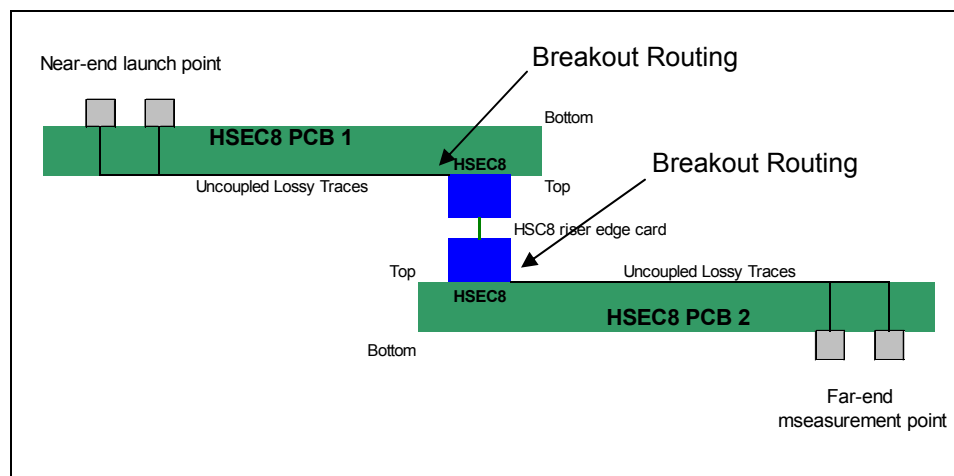 Near-end launch point
Breakout Routing
Bottom
HSEC8 PCB 1
HSEC8
Breakout Routing
Uncoupled Lossy Traces
Top
HSC8 riser edge card
Top
Uncoupled Lossy Traces
HSEC8
HSEC8 PCB 2
Bottom
Far-end
mseasurement point